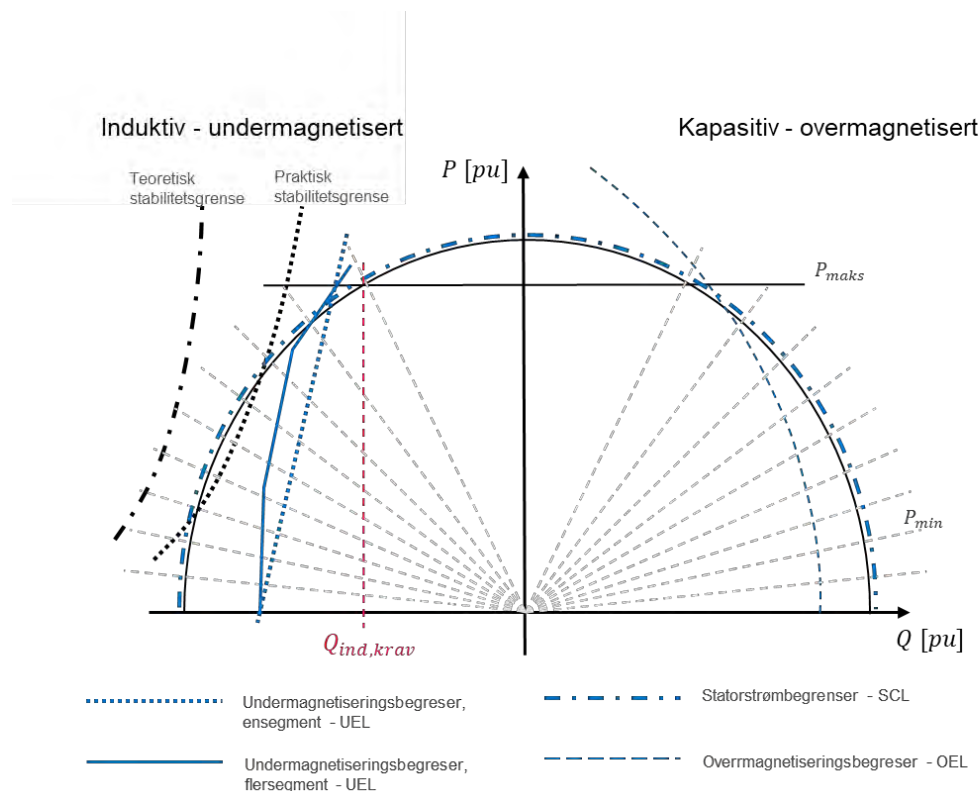 Induktiv - undermagnetisert
Kapasitiv - overmagnetisert
Teoretisk
stabilitetsgrense
Praktisk
stabilitetsgrense
P [pu]
P_maks
P_min
Q_ind,krav
Q [pu]
Undermagnetiseringsbegreser,
ensegment - UEL
Statorstrømbegrenser - SCL
Undermagnetiseringsbegreser,
flersegment - UEL
Overrmagnetiseringsbegreser - OEL